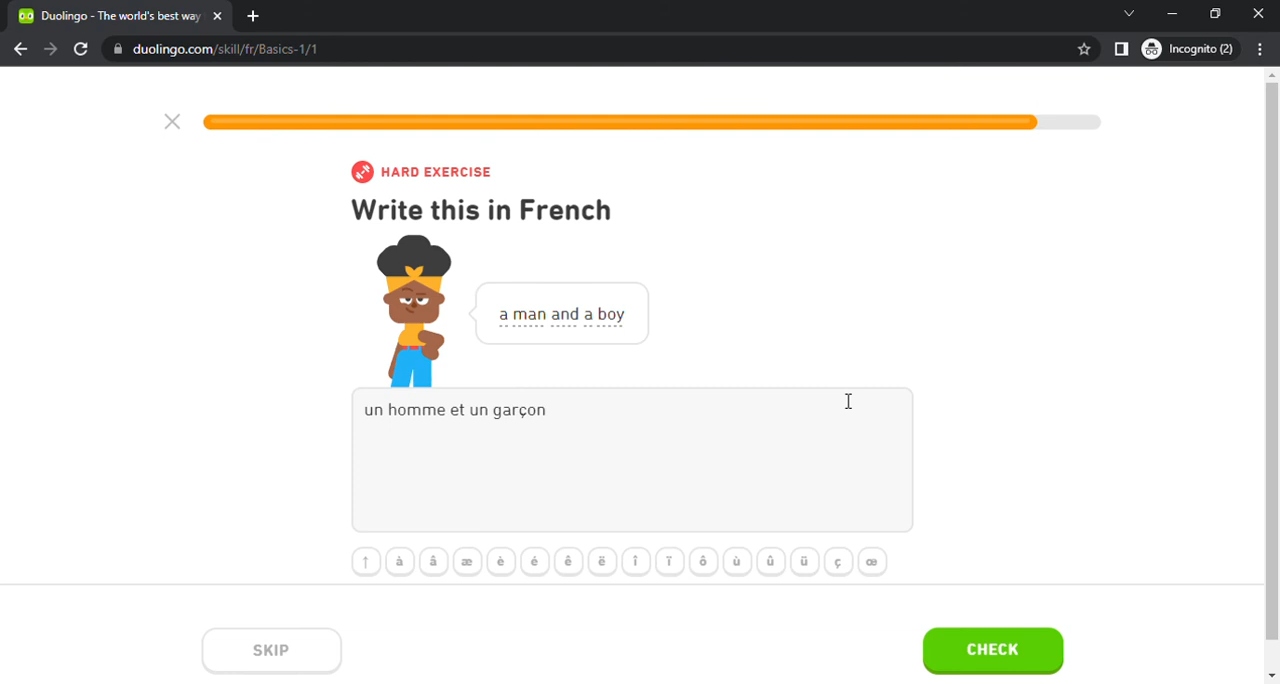 Duolingo - The world's best way
duolingo.com/skill/fr/Basics-1/1
Incognito (2)
HARD EXERCISE
Write this in French
a man and a boy
un homme et un garçon
↑ à â æ è é ê ë î ï ô ù û ü ç œ
SKIP
CHECK